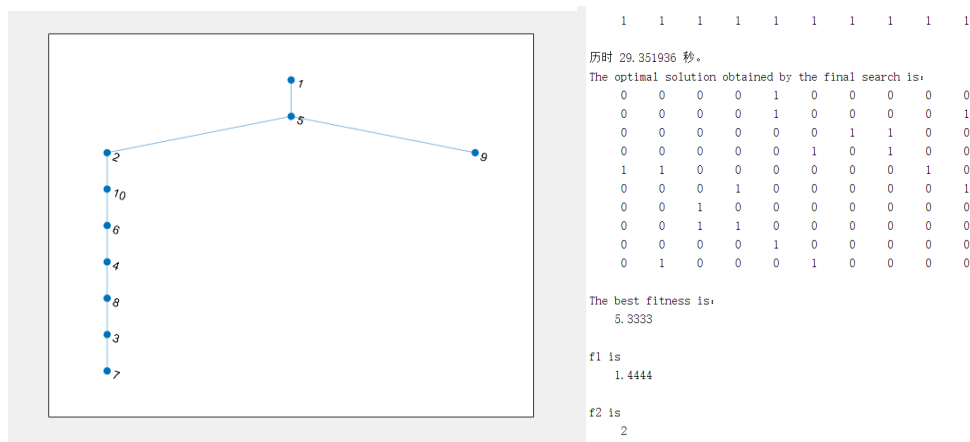 1
5
2
9
10
6
4
8
3
7
1 1 1 1 1 1 1 1 1 1
历时 29.351936 秒。
The optimal solution obtained by the final search is:
0 0 0 0 1 0 0 0 0 0
0 0 0 0 1 0 0 0 0 1
0 0 0 0 0 0 1 1 0 0
0 0 0 0 0 1 0 1 0 0
1 1 0 0 0 0 0 0 1 0
0 0 0 1 0 0 0 0 0 1
0 0 1 0 0 0 0 0 0 0
0 0 1 1 0 0 0 0 0 0
0 0 0 0 1 0 0 0 0 0
0 1 0 0 0 1 0 0 0 0
The best fitness is:
5.3333
f1 is
1.4444
f2 is
2